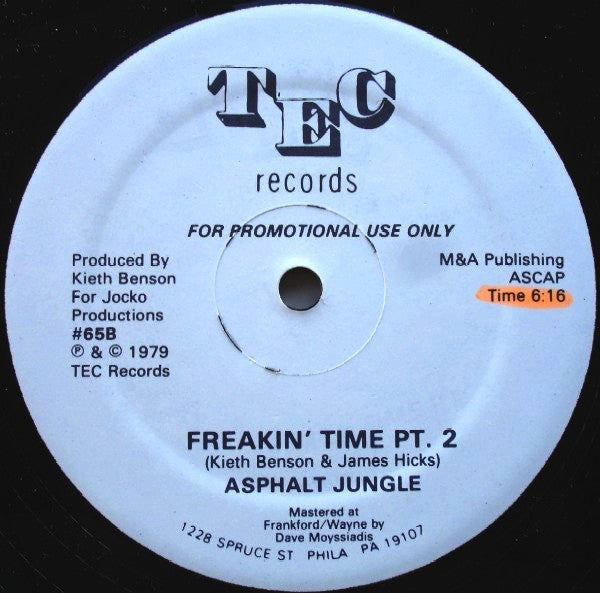 TEC
records
FOR PROMOTIONAL USE ONLY
Produced By
Kieth Benson
For Jocko
Productions
#65B
℗ & © 1979
TEC Records
M&A Publishing
ASCAP
Time 6:16
FREAKIN' TIME PT. 2
(Kieth Benson & James Hicks)
ASPHALT JUNGLE
Mastered at
Frankford/Wayne by
Dave Moyssiadis
1228 SPRUCE ST PHILA PA 19107